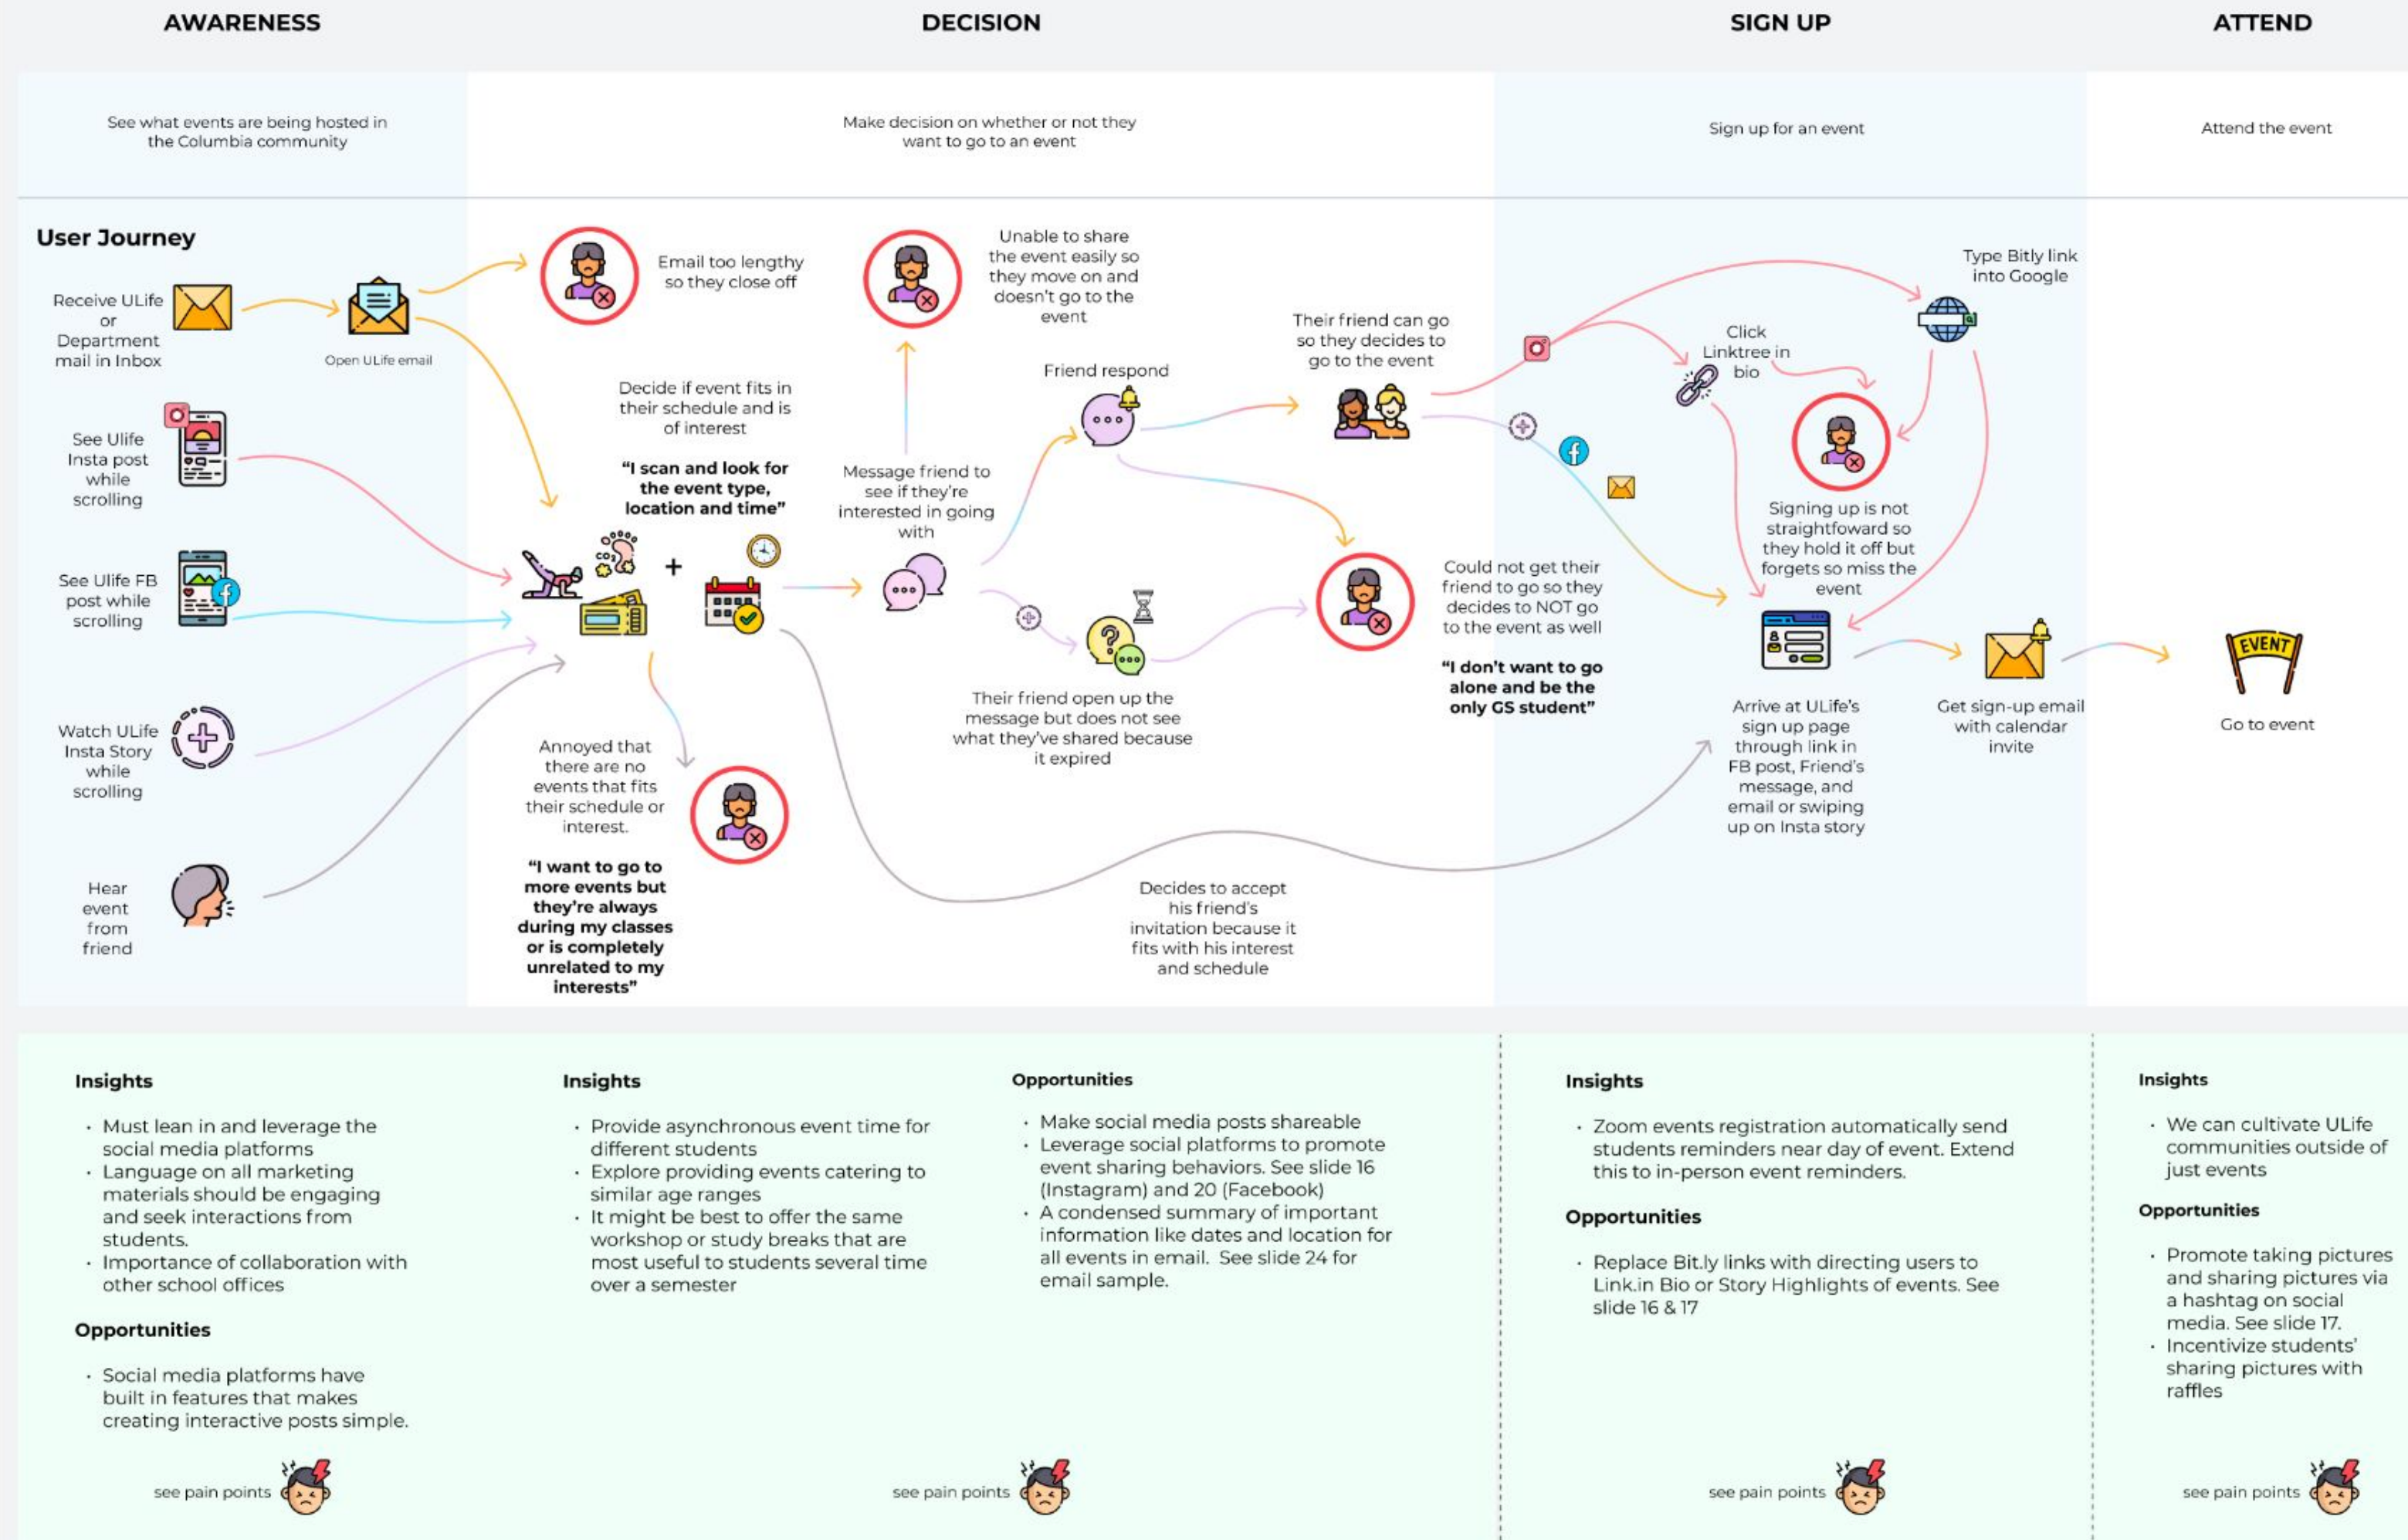 AWARENESS
DECISION
SIGN UP
ATTEND
See what events are being hosted in
the Columbia community
Make decision on whether or not they
want to go to an event
Sign up for an event
Attend the event
User Journey
Receive ULife
or
Department
mail in Inbox
Open ULife email
See Ulife
Insta post
while
scrolling
See Ulife FB
post while
scrolling
Watch ULife
Insta Story
while
scrolling
Hear
event
from
friend
Email too lengthy
so they close off
Decide if event fits in
their schedule and is
of interest
“I scan and look for
the event type,
location and time”
CO2
+
Annoyed that
there are no
events that fits
their schedule or
interest.
“I want to go to
more events but
they're always
during my classes
or is completely
unrelated to my
interests”
Unable to share
the event easily so
they move on and
doesn't go to the
event
Message friend to
see if they're
interested in going
with
Friend respond
Their friend open up the
message but does not see
what they've shared because
it expired
Their friend can go
so they decides to
go to the event
Could not get their
friend to go so they
decides to NOT go
to the event as well
“I don't want to go
alone and be the
only GS student”
Decides to accept
his friend's
invitation because it
fits with his interest
and schedule
Type Bitly link
into Google
Click
Linktree in
bio
Signing up is not
straightfoward so
they hold it off but
forgets so miss the
event
Arrive at ULife's
sign up page
through link in
FB post, Friend's
message, and
email or swiping
up on Insta story
Get sign-up email
with calendar
invite
EVENT
Go to event
Insights
· Must lean in and leverage the
social media platforms
· Language on all marketing
materials should be engaging
and seek interactions from
students.
· Importance of collaboration with
other school offices
Opportunities
· Social media platforms have
built in features that makes
creating interactive posts simple.
see pain points
Insights
· Provide asynchronous event time for
different students
· Explore providing events catering to
similar age ranges
· It might be best to offer the same
workshop or study breaks that are
most useful to students several time
over a semester
Opportunities
· Make social media posts shareable
· Leverage social platforms to promote
event sharing behaviors. See slide 16
(Instagram) and 20 (Facebook)
· A condensed summary of important
information like dates and location for
all events in email. See slide 24 for
email sample.
see pain points
Insights
· Zoom events registration automatically send
students reminders near day of event. Extend
this to in-person event reminders.
Opportunities
· Replace Bit.ly links with directing users to
Link.in Bio or Story Highlights of events. See
slide 16 & 17
see pain points
Insights
· We can cultivate ULife
communities outside of
just events
Opportunities
· Promote taking pictures
and sharing pictures via
a hashtag on social
media. See slide 17.
· Incentivize students'
sharing pictures with
raffles
see pain points